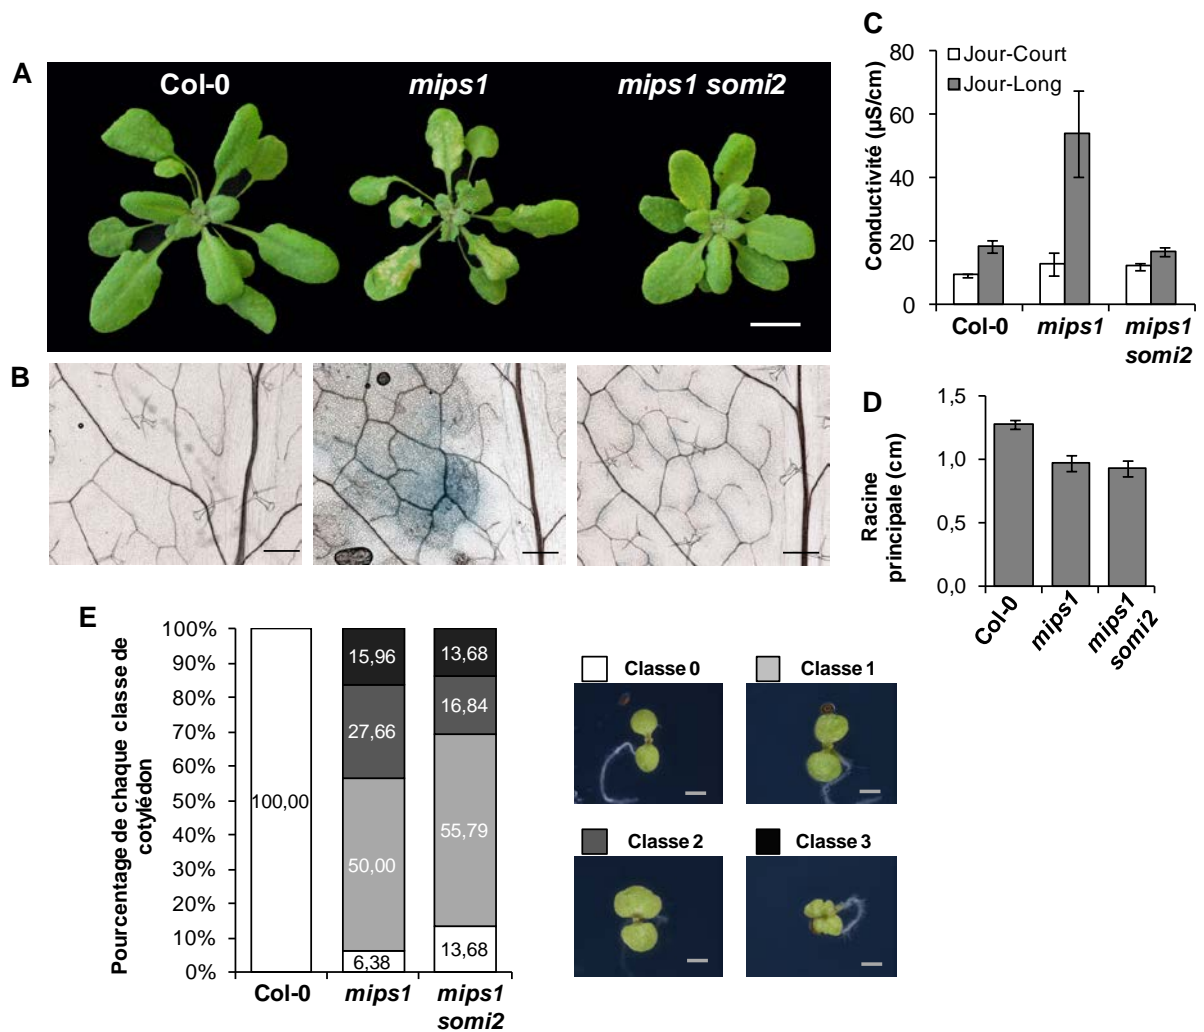 A
Col-0
mips1
mips1 somi2
B
C
Conductivité (µS/cm)
80
60
40
20
0
Jour-Court
Jour-Long
Col-0
mips1
mips1
somi2
D
Racine
principale (cm)
1,5
1,0
0,5
0,0
Col-0
mips1
mips1
somi2
E
Pourcentage de chaque classe de
cotylédon
100%
90%
80%
70%
60%
50%
40%
30%
20%
10%
0%
100,00
15,96
27,66
50,00
6,38
13,68
16,84
55,79
13,68
Col-0
mips1
mips1
somi2
Classe 0
Classe 1
Classe 2
Classe 3